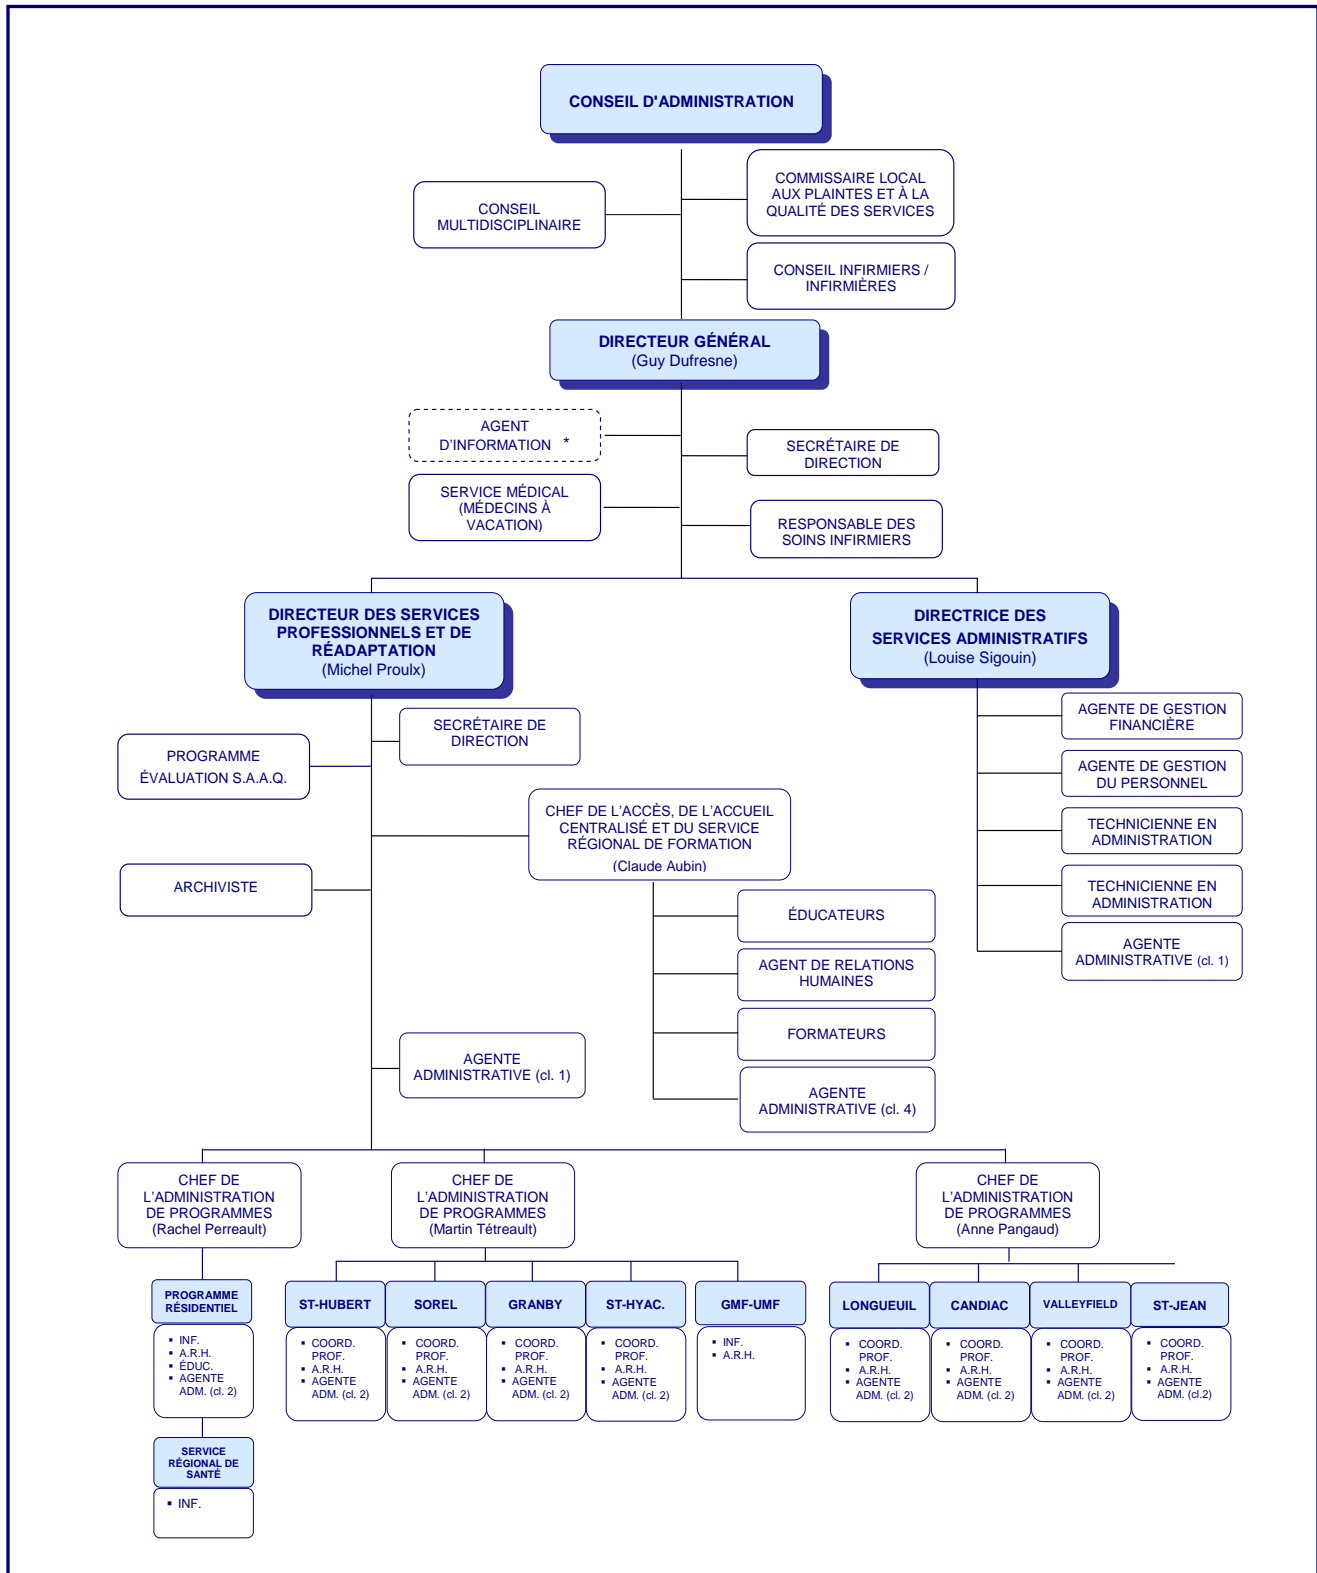 CONSEIL D'ADMINISTRATION
CONSEIL
MULTIDISCIPLINAIRE
COMMISSAIRE LOCAL
AUX PLAINTES ET À LA
QUALITÉ DES SERVICES
CONSEIL INFIRMIERS /
INFIRMIÈRES
DIRECTEUR GÉNÉRAL
(Guy Dufresne)
AGENT
D'INFORMATION *
SECRÉTAIRE DE
DIRECTION
SERVICE MÉDICAL
(MÉDECINS À
VACATION)
RESPONSABLE DES
SOINS INFIRMIERS
DIRECTEUR DES SERVICES
PROFESSIONNELS ET DE
RÉADAPTATION
(Michel Proulx)
DIRECTRICE DES
SERVICES ADMINISTRATIFS
(Louise Sigouin)
SECRÉTAIRE DE
DIRECTION
PROGRAMME
ÉVALUATION S.A.A.Q.
CHEF DE L'ACCÈS, DE L'ACCUEIL
CENTRALISÉ ET DU SERVICE
RÉGIONAL DE FORMATION
(Claude Aubin)
ARCHIVISTE
ÉDUCATEURS
AGENT DE RELATIONS
HUMAINES
FORMATEURS
AGENTE
ADMINISTRATIVE (cl. 4)
AGENTE
ADMINISTRATIVE (cl. 1)
AGENTE DE GESTION
FINANCIÈRE
AGENTE DE GESTION
DU PERSONNEL
TECHNICIENNE EN
ADMINISTRATION
TECHNICIENNE EN
ADMINISTRATION
AGENTE
ADMINISTRATIVE (cl. 1)
CHEF DE
L'ADMINISTRATION
DE PROGRAMMES
(Rachel Perreault)
CHEF DE
L'ADMINISTRATION
DE PROGRAMMES
(Martin Tétreault)
CHEF DE
L'ADMINISTRATION
DE PROGRAMMES
(Anne Pangaud)
PROGRAMME
RÉSIDENTIEL
▪ INF.
▪ A.R.H.
▪ ÉDUC.
▪ AGENTE
ADM. (cl. 2)
SERVICE
RÉGIONAL DE
SANTÉ
▪ INF.
ST-HUBERT
▪ COORD.
PROF.
▪ A.R.H.
▪ AGENTE
ADM. (cl. 2)
SOREL
▪ COORD.
PROF.
▪ A.R.H.
▪ AGENTE
ADM. (cl. 2)
GRANBY
▪ COORD.
PROF.
▪ A.R.H.
▪ AGENTE
ADM. (cl. 2)
ST-HYAC.
▪ COORD.
PROF.
▪ A.R.H.
▪ AGENTE
ADM. (cl. 2)
GMF-UMF
▪ INF.
▪ A.R.H.
LONGUEUIL
▪ COORD.
PROF.
▪ A.R.H.
▪ AGENTE
ADM. (cl. 2)
CANDIAC
▪ COORD.
PROF.
▪ A.R.H.
▪ AGENTE
ADM. (cl. 2)
VALLEYFIELD
▪ COORD.
PROF.
▪ A.R.H.
▪ AGENTE
ADM. (cl. 2)
ST-JEAN
▪ COORD.
PROF.
▪ A.R.H.
▪ AGENTE
ADM. (cl.2)